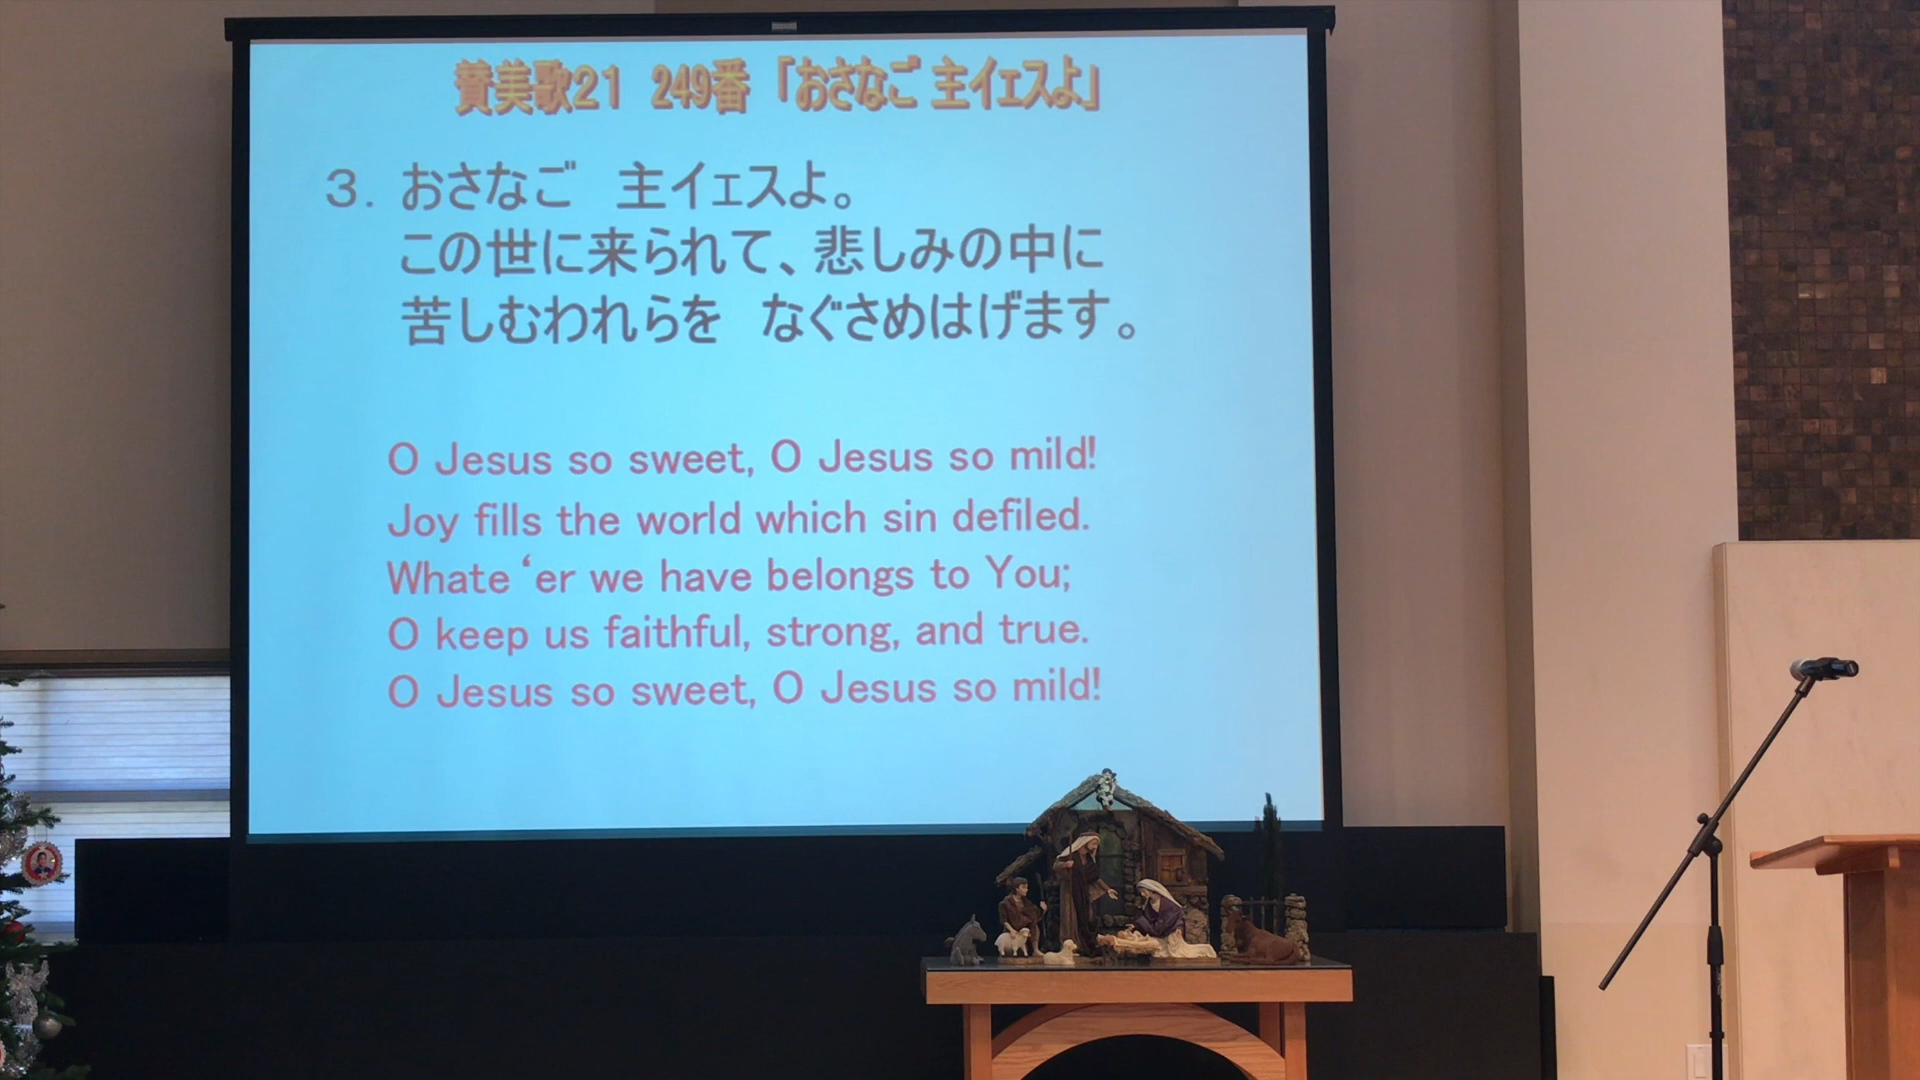 賛美歌21 249番 「おさなご 主イエスよ」
3. おさなご 主イエスよ。
この世に来られて、悲しみの中に
苦しむわれらを なぐさめはげます。
O Jesus so sweet, O Jesus so mild!
Joy fills the world which sin defiled.
Whate‘er we have belongs to You;
O keep us faithful, strong, and true.
O Jesus so sweet, O Jesus so mild!